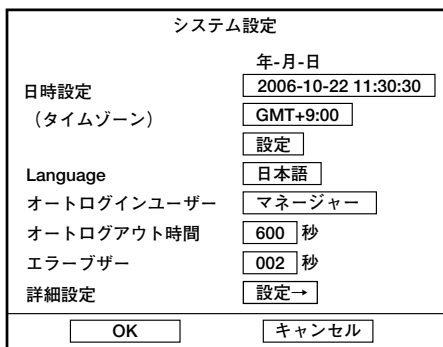 システム設定
年-月-日
日時設定 2006-10-22 11:30:30
（タイムゾーン） GMT+9:00
設定
Language 日本語
オートログインユーザー マネージャー
オートログアウト時間 600 秒
エラーブザー 002 秒
詳細設定 設定→
OK キャンセル